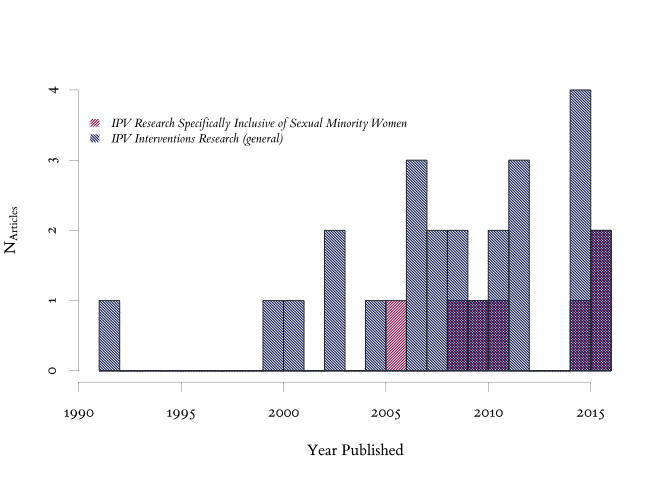 4
IPV Research Specifically Inclusive of Sexual Minority Women
IPV Interventions Research (general)
3
2
1
0
NArticles
1990 1995 2000 2005 2010 2015
Year Published